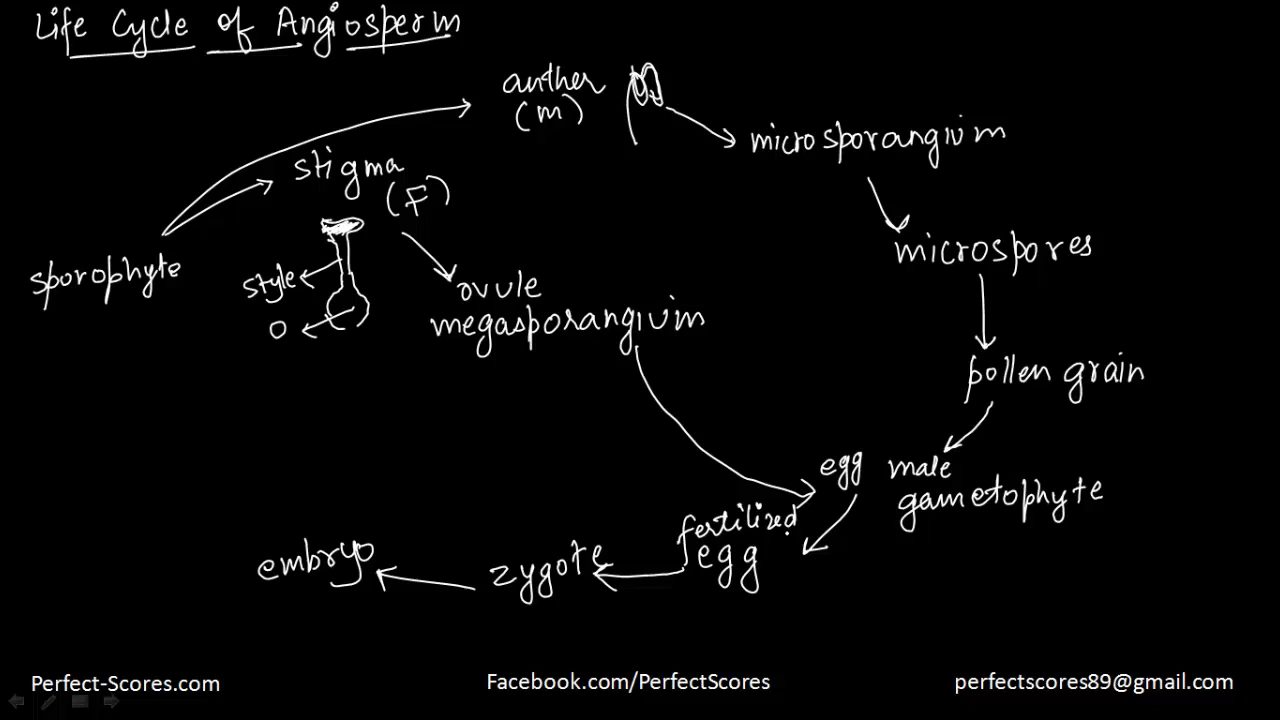 Life Cycle of Angiosperm
anther
(m)
microsporangium
stigma
(F)
microspores
sporophyte
style
O
ovule
megasporangium
pollen grain
egg
male
gametophyte
fertilized
egg
zygote
embryo
Perfect-Scores.com
Facebook.com/PerfectScores
perfectscores89@gmail.com